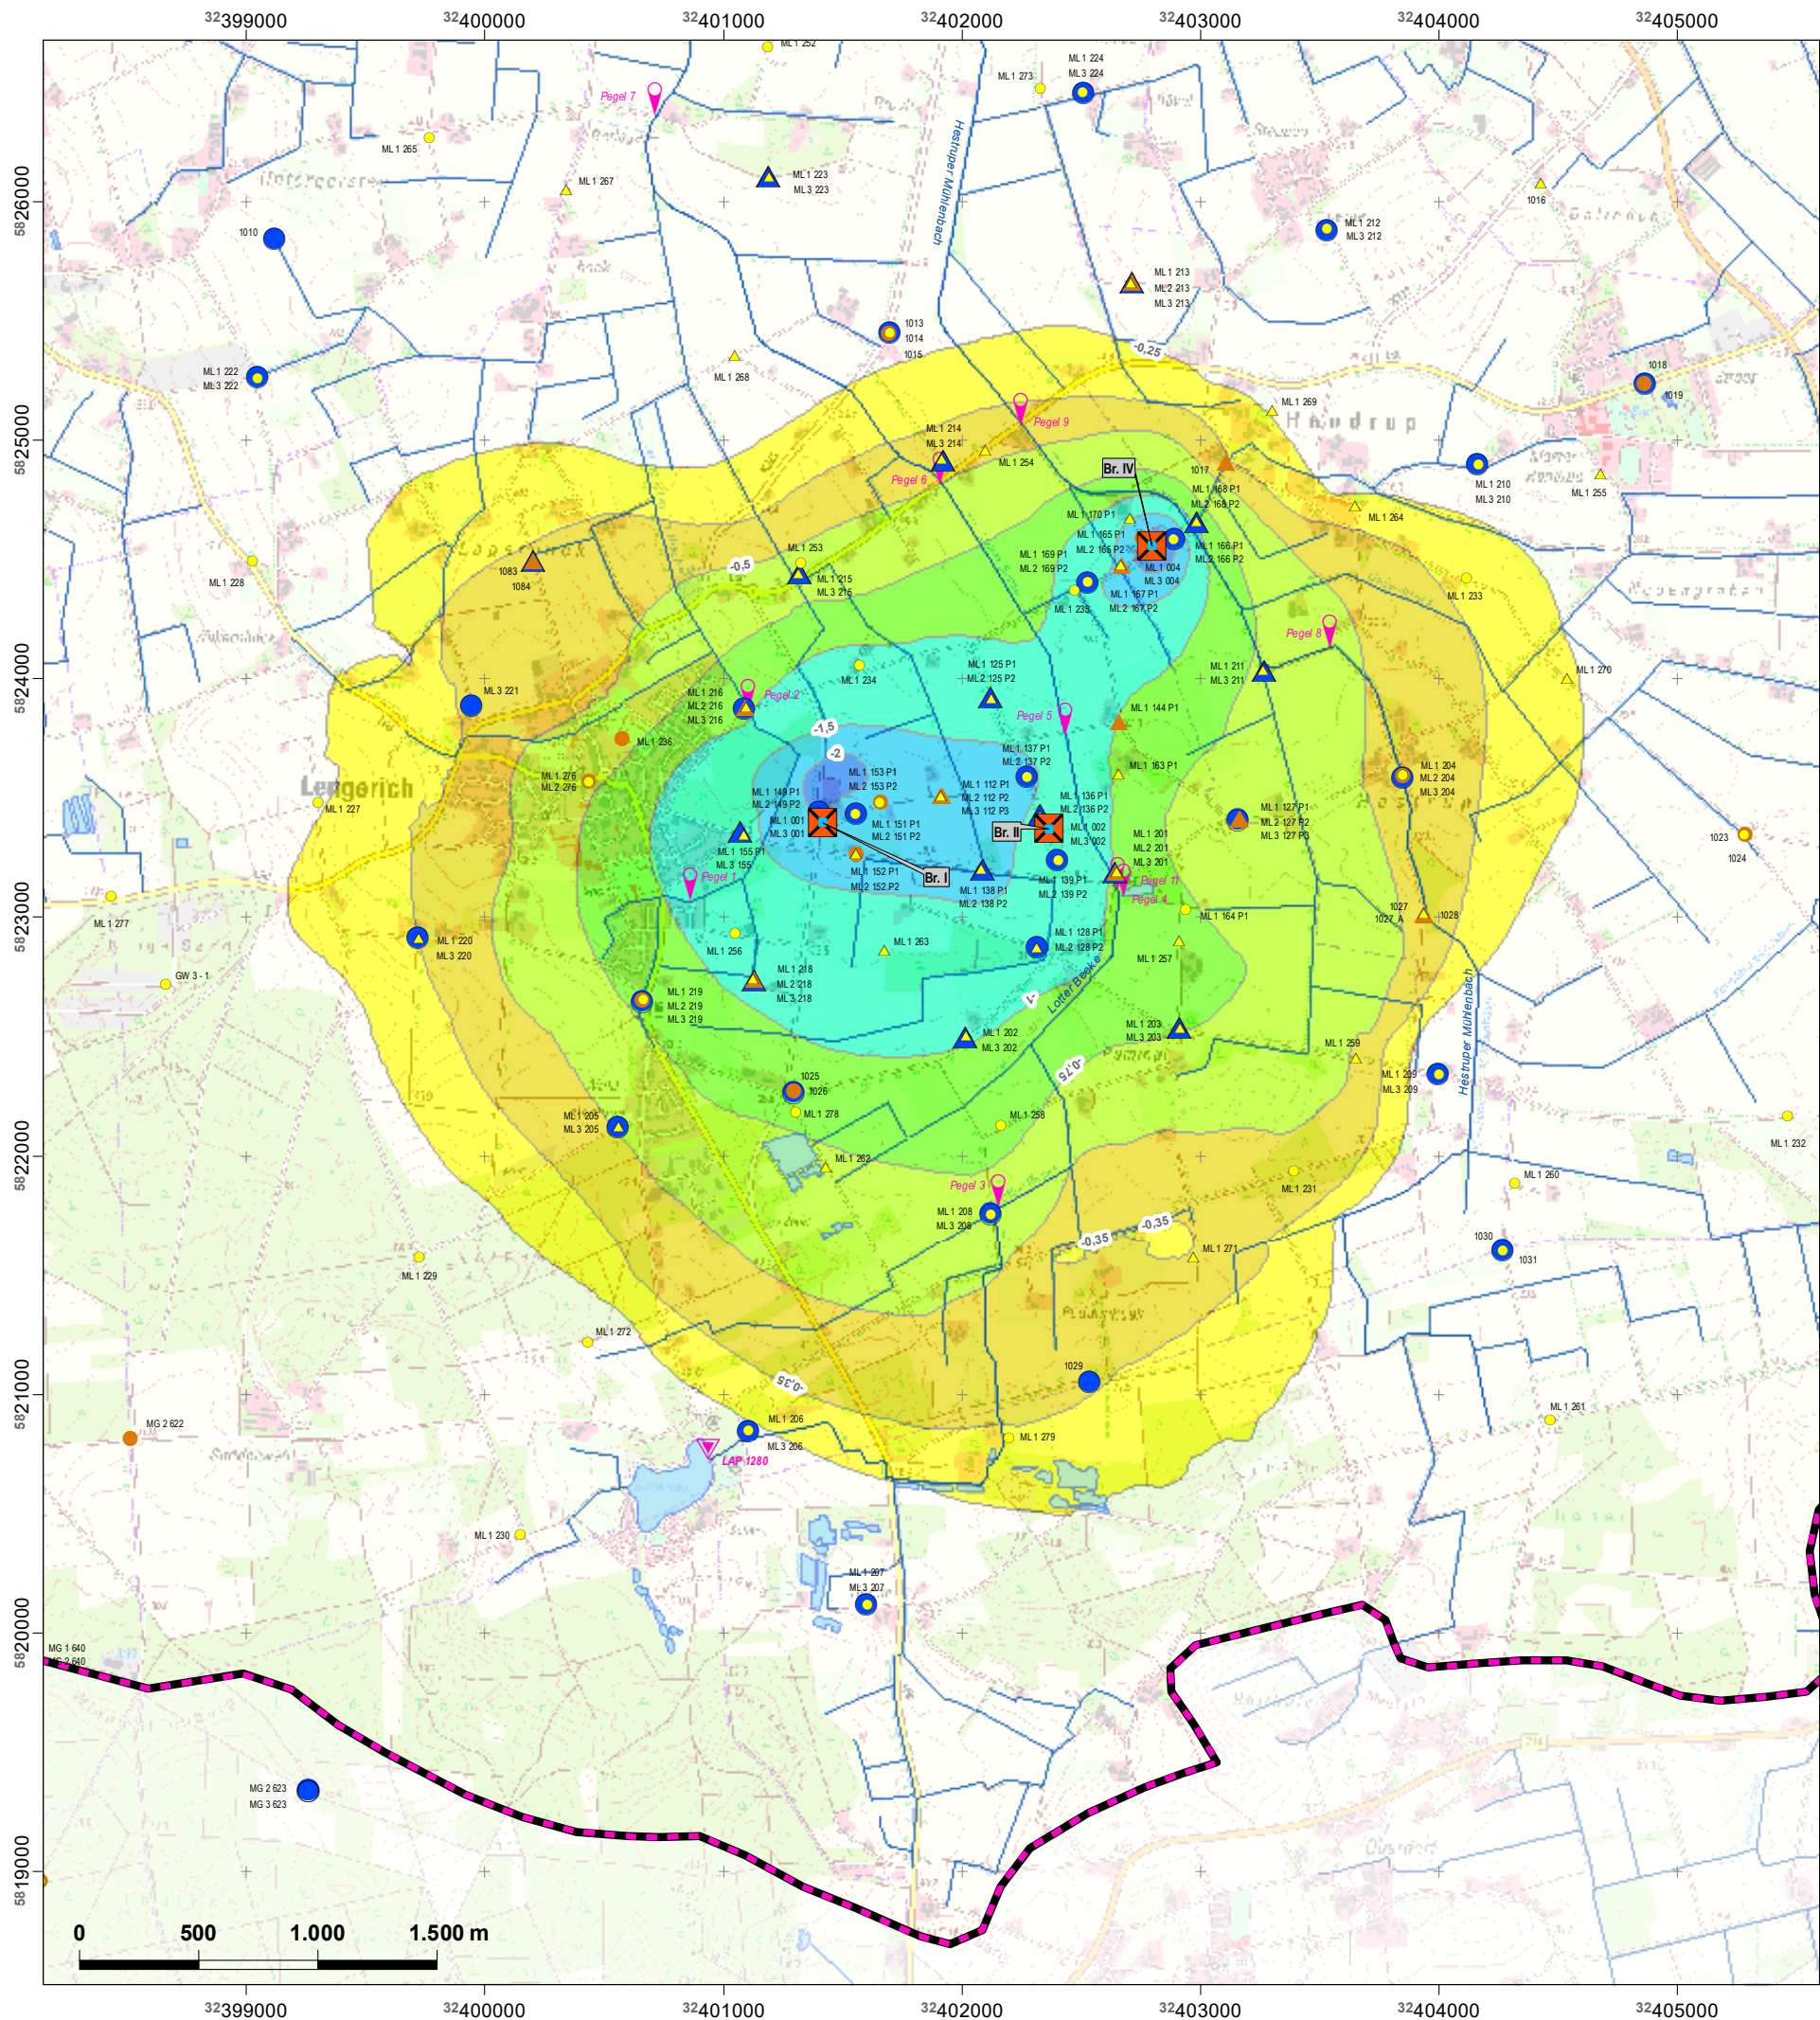 32399000
32400000
32401000
32402000
32403000
32404000
32405000
ML 1 252
ML 1 224
ML 3 224
ML 1 273
Pegel 7
Hestruper Mühlenbach
ML 1 265
ML 1 267
ML 1 223
ML 3 223
1016
5826000
1010
ML 1 212
ML 3 212
ML 1 213
ML 2 213
ML 3 213
1013
1014
1015
-0,25
ML 1 222
ML 3 222
ML 1 268
1018
1019
ML 1 269
Handrup
Pegel 9
5825000
ML 1 214
ML 3 214
ML 1 254
Pegel 6
Br. IV
1017
ML 1 210
ML 3 210
ML 1 255
ML 1 168 P1
ML 2 168 P2
ML 1 264
ML 1 170 P1
ML 1 165 P1
ML 2 165 P2
ML 1 166 P1
ML 2 166 P2
ML 1 169 P1
ML 2 169 P2
ML 1 004
ML 3 004
ML 1 167 P1
ML 2 167 P2
ML 1 235
ML 1 253
ML 1 215
ML 3 215
-0,5
1083
1084
ML 1 228
ML 1 233
Pegel 8
5824000
ML 1 234
ML 1 125 P1
ML 2 125 P2
ML 1 211
ML 3 211
ML 1 270
ML 3 221
ML 1 216
ML 2 216
ML 3 216
Pegel 2
Pegel 5
ML 1 144 P1
-1,5
-2
ML 1 236
ML 1 137 P1
ML 2 137 P2
ML 1 163 P1
ML 1 204
ML 2 204
ML 3 204
ML 1 276
ML 2 276
ML 1 153 P1
ML 2 153 P2
ML 1 149 P1
ML 2 149 P2
ML 1 112 P1
ML 2 112 P2
ML 3 112 P3
ML 1 136 P1
ML 2 136 P2
Lengerich
ML 1 227
ML 1 001
ML 3 001
ML 1 151 P1
ML 2 151 P2
Br. II
ML 1 002
ML 3 002
ML 1 127 P1
ML 2 127 P2
ML 3 127 P3
1023
1024
ML 1 155 P1
ML 3 155
ML 1 152 P1
ML 2 152 P2
Br. I
ML 1 201
ML 2 201
ML 3 201
Pegel 1
ML 1 138 P1
ML 2 138 P2
ML 1 139 P1
ML 2 139 P2
Pegel 11
Pegel 4
5823000
ML 1 277
ML 1 164 P1
1027
1027_A
1028
ML 1 220
ML 3 220
ML 1 256
ML 1 263
ML 1 128 P1
ML 2 128 P2
ML 1 257
GW 3 - 1
ML 1 218
ML 2 218
ML 3 218
Lotter Beeke
-1
ML 1 219
ML 2 219
ML 3 219
ML 1 202
ML 3 202
ML 1 203
ML 3 203
Hestruper Mühlenbach
-0,75
ML 1 259
ML 1 209
ML 3 209
1025
1026
ML 1 278
ML 1 205
ML 3 205
ML 1 258
ML 1 232
5822000
ML 1 262
ML 1 231
ML 1 260
Pegel 3
ML 1 208
ML 3 208
-0,35
-0,35
ML 1 271
1030
1031
ML 1 229
ML 1 272
1029
5821000
-0,35
ML 1 206
ML 3 206
MG 2 622
LAP 1280
ML 1 279
ML 1 261
ML 1 230
ML 1 207
ML 3 207
5820000
MG 1 640
MG 2 640
MG 2 623
MG 3 623
5819000
0 500 1.000 1.500 m
32399000
32400000
32401000
32402000
32403000
32404000
32405000